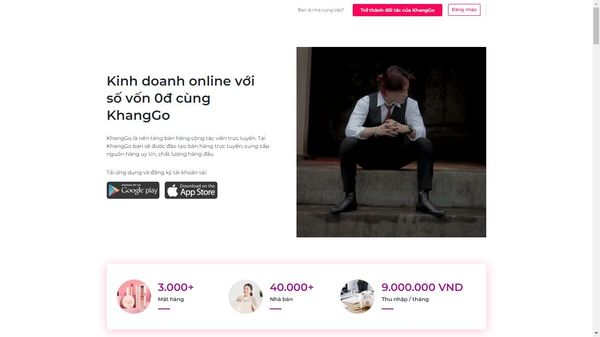 Bạn là nhà cung cấp?
Trở thành đối tác của KhangGo
Đăng nhập
Kinh doanh online với
số vốn 0đ cùng
KhangGo
KhangGo là nền tảng bán hàng cộng tác viên trực tuyến. Tại
KhangGo bạn sẽ được đào tạo bán hàng trực tuyến, cung cấp
nguồn hàng uy tín, chất lượng hàng đầu
Tải ứng dụng và đăng ký tài khoản tại:
Google play
Download on the
App Store
3.000+
Mặt hàng
40.000+
Nhà bán
9.000.000 VND
Thu nhập / tháng